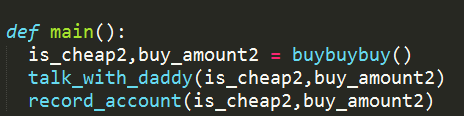 def main():
  is_cheap2,buy_amount2 = buybuybuy()
  talk_with_daddy(is_cheap2,buy_amount2)
  record_account(is_cheap2,buy_amount2)